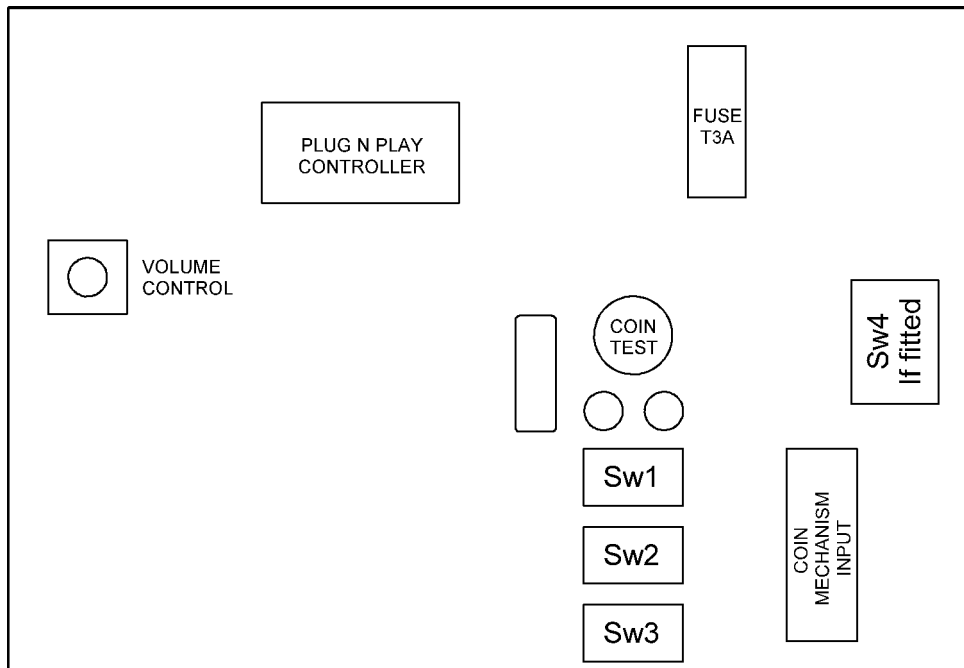 PLUG N PLAY
CONTROLLER
FUSE
T3A
VOLUME
CONTROL
COIN
TEST
Sw4
If fitted
Sw1
Sw2
Sw3
COIN
MECHANISM
INPUT